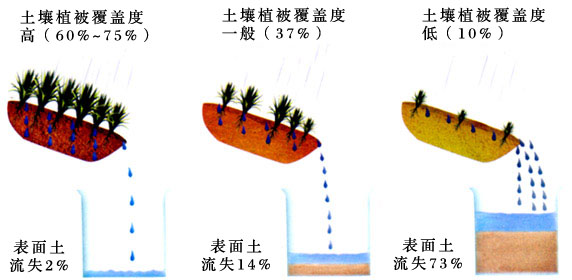 土壤植被覆盖度
高（60%~75%）
土壤植被覆盖度
一般（37%）
土壤植被覆盖度
低（10%）
表面土
流失2%
表面土
流失14%
表面土
流失73%